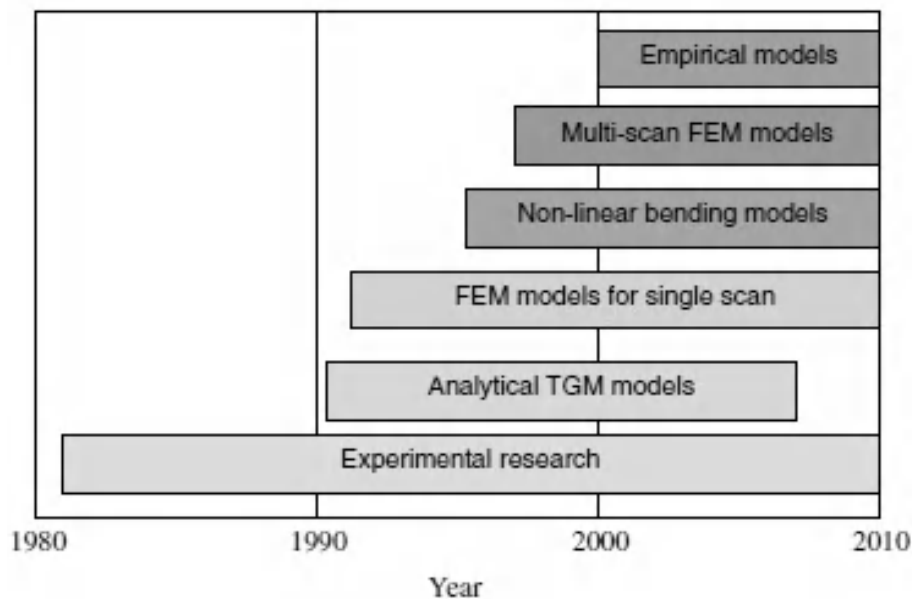 Empirical models
Multi-scan FEM models
Non-linear bending models
FEM models for single scan
Analytical TGM models
Experimental research
1980 1990 2000 2010
Year